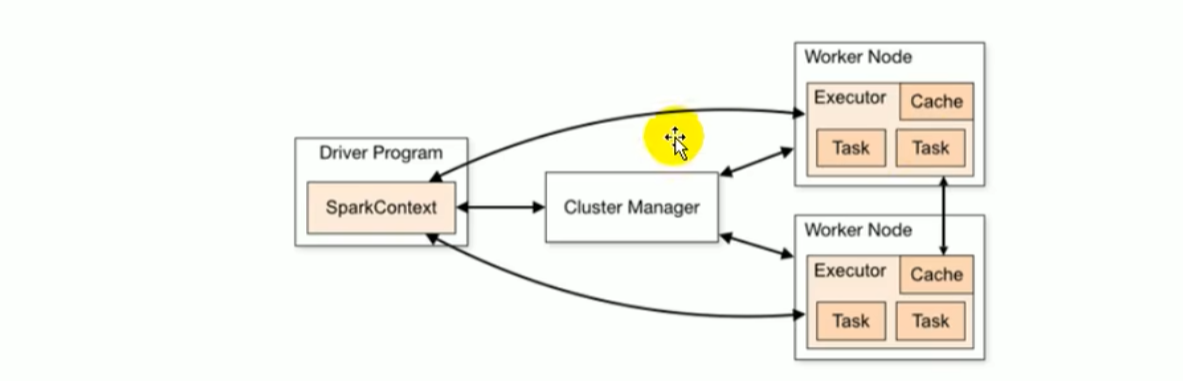 Driver Program
SparkContext
Cluster Manager
Worker Node
Executor
Cache
Task Task
Worker Node
Executor
Cache
Task Task